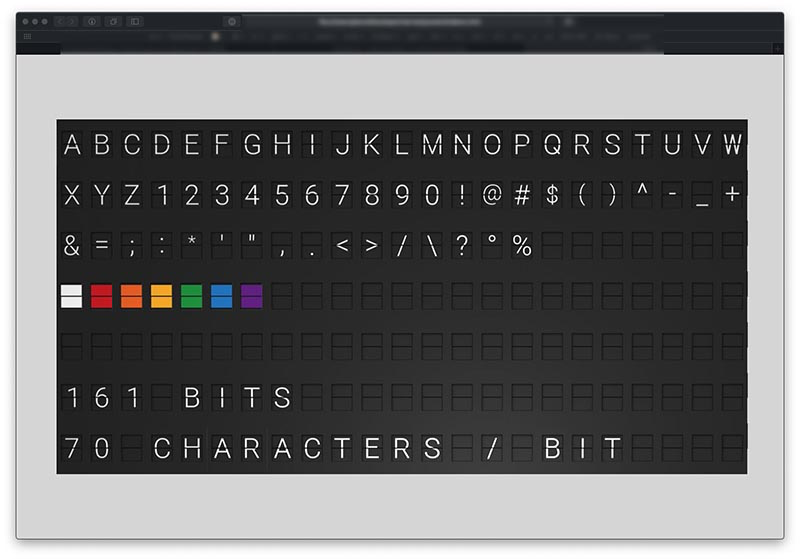 A B C D E F G H I J K L M N O P Q R S T U V W
X Y Z 1 2 3 4 5 6 7 8 9 0 ! @ # $ ( ) ^ - _ +
& = ; : * ' " , . < > / \ ? ° %
161 BITS
70 CHARACTERS / BIT